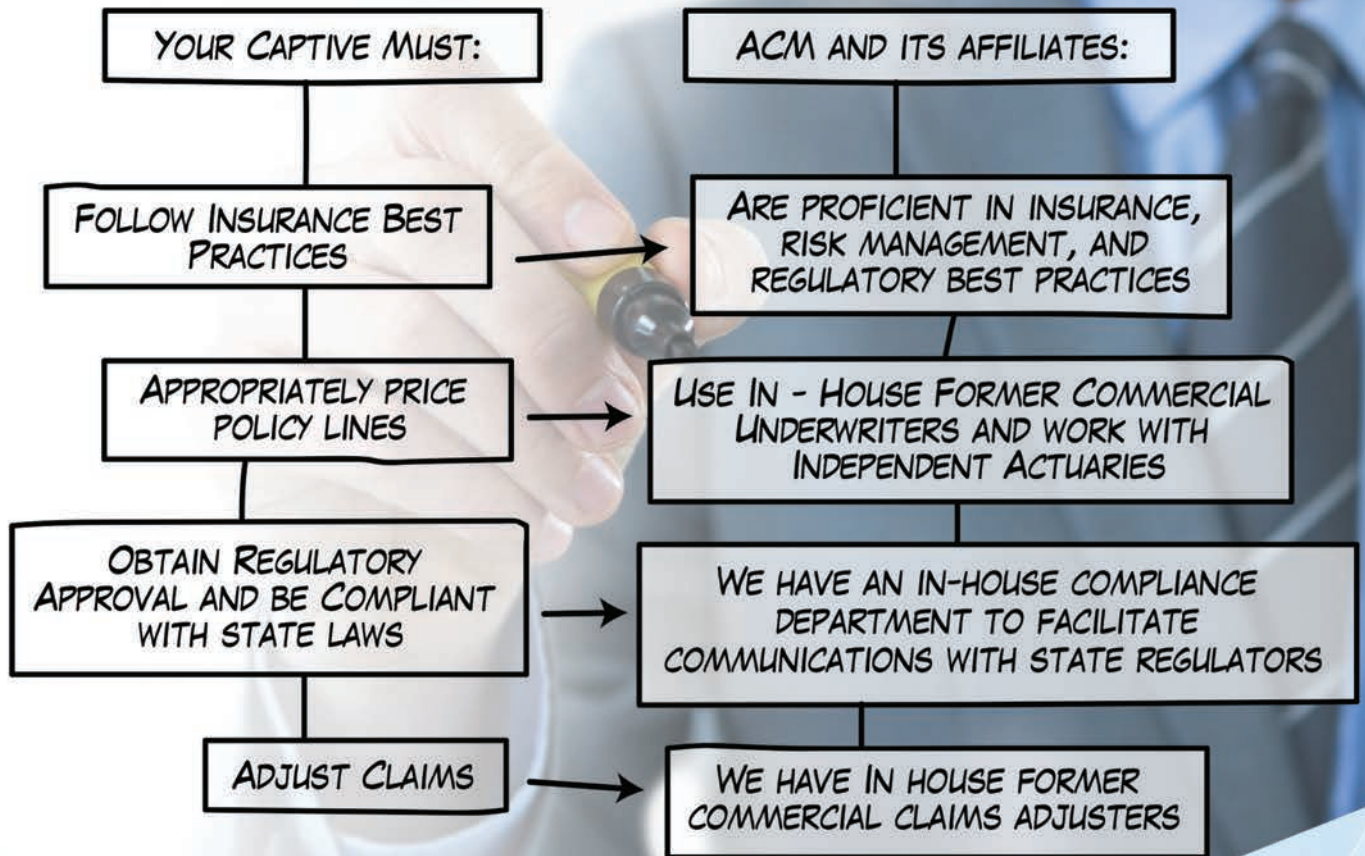 YOUR CAPTIVE MUST:
ACM AND ITS AFFILIATES:
FOLLOW INSURANCE BEST
PRACTICES
ARE PROFICIENT IN INSURANCE,
RISK MANAGEMENT, AND
REGULATORY BEST PRACTICES
APPROPRIATELY PRICE
POLICY LINES
USE IN - HOUSE FORMER COMMERCIAL
UNDERWRITERS AND WORK WITH
INDEPENDENT ACTUARIES
OBTAIN REGULATORY
APPROVAL AND BE COMPLIANT
WITH STATE LAWS
WE HAVE AN IN-HOUSE COMPLIANCE
DEPARTMENT TO FACILITATE
COMMUNICATIONS WITH STATE REGULATORS
ADJUST CLAIMS
WE HAVE IN HOUSE FORMER
COMMERCIAL CLAIMS ADJUSTERS